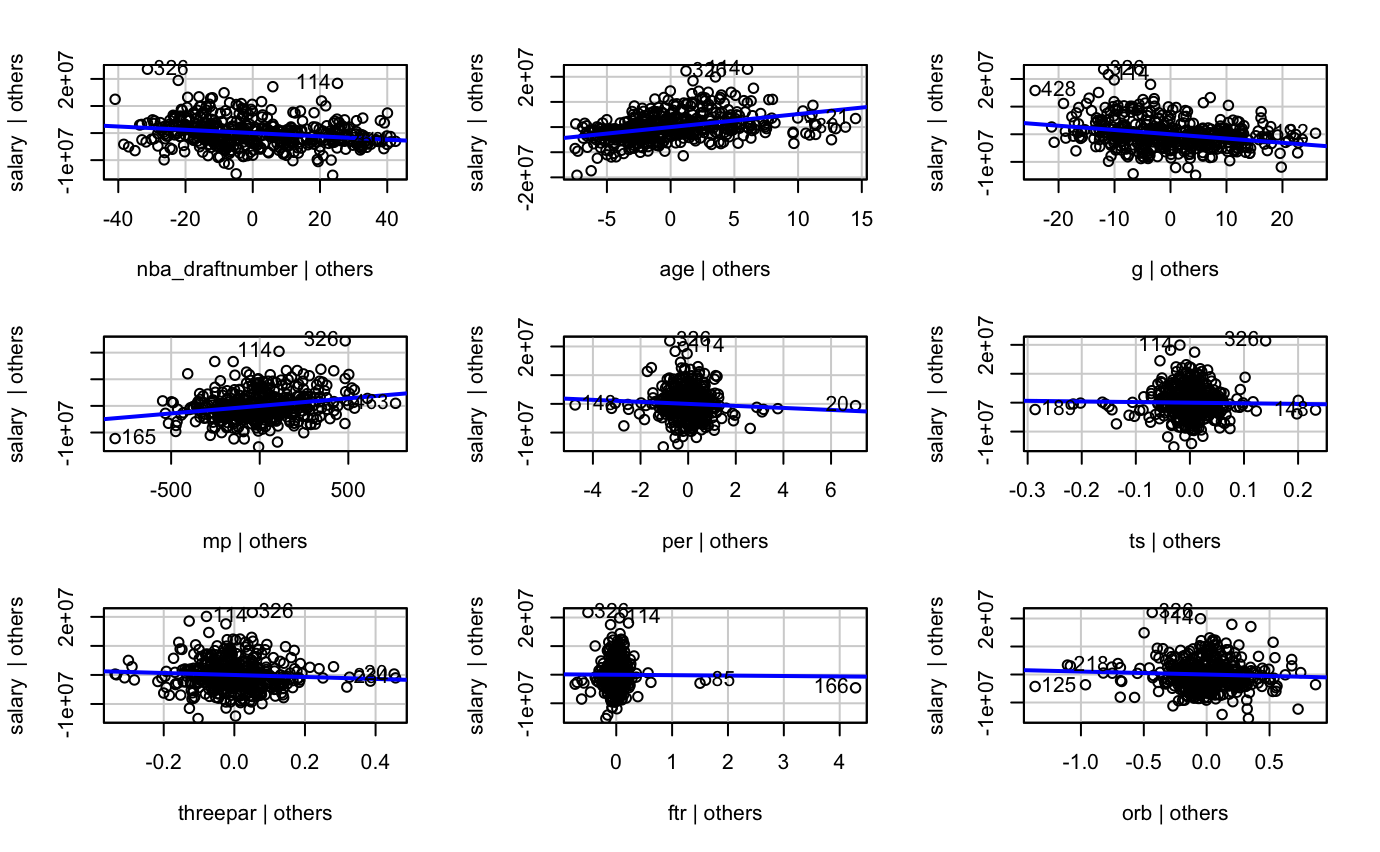 salary | others
-1e+07 2e+07
326
114
-40 -20 0 20 40
nba_draftnumber | others
salary | others
-2e+07 2e+07
326
114
-5 0 5 10 15
age | others
salary | others
-1e+07 2e+07
326
114
428
-20 -10 0 10 20
g | others
salary | others
-1e+07
326
114
165
-500 0 500
mp | others
salary | others
-1e+07 2e+07
326
114
20
-4 -2 0 2 4 6
per | others
salary | others
-1e+07 2e+07
326
114
189
-0.3 -0.2 -0.1 0.0 0.1 0.2
ts | others
salary | others
-1e+07 2e+07
114
326
-0.2 0.0 0.2 0.4
threepar | others
salary | others
-1e+07 2e+07
326
114
85
166
0 1 2 3 4
ftr | others
salary | others
-1e+07 2e+07
326
114
218
125
-1.0 -0.5 0.0 0.5
orb | others